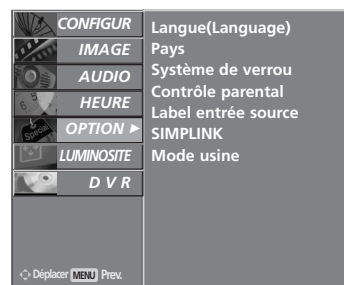 CONFIGUR
IMAGE
AUDIO
HEURE
Special
OPTION ►
LUMINOSITE
D V R
Langue(Language)
Pays
Système de verrou
Contrôle parental
Label entrée source
SIMPLINK
Mode usine
Déplacer MENU Prev.